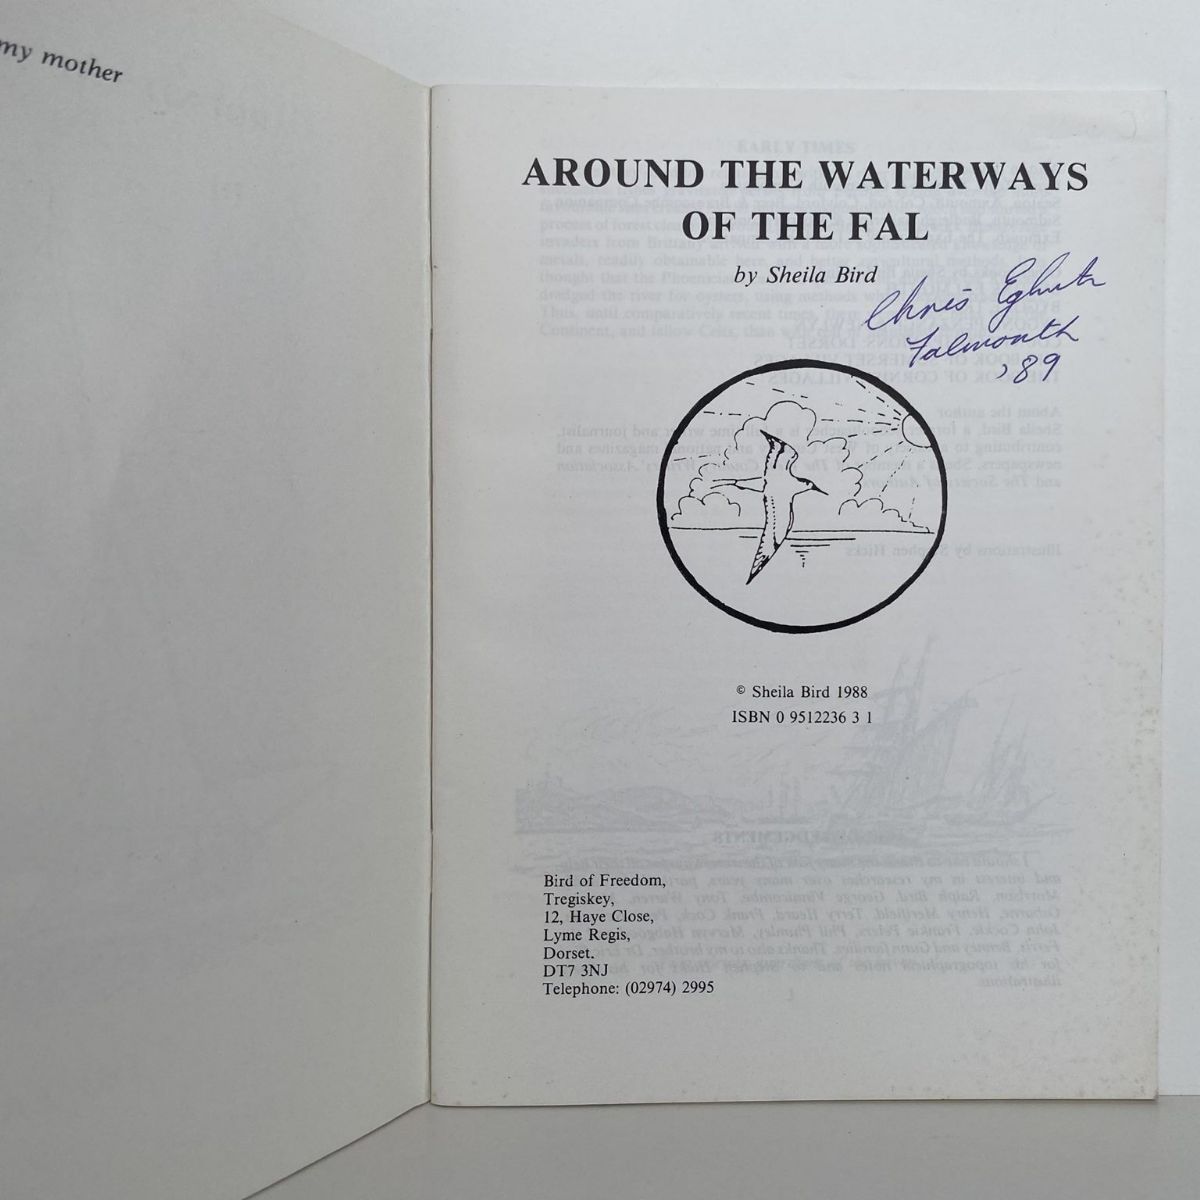 my mother
AROUND THE WATERWAYS
OF THE FAL
by Sheila Bird
Chris
Falmouth
'89
© Sheila Bird 1988
ISBN 0 9512236 3 1
Bird of Freedom,
Tregiskey,
12, Haye Close,
Lyme Regis,
Dorset.
DT7 3NJ
Telephone: (02974) 2995